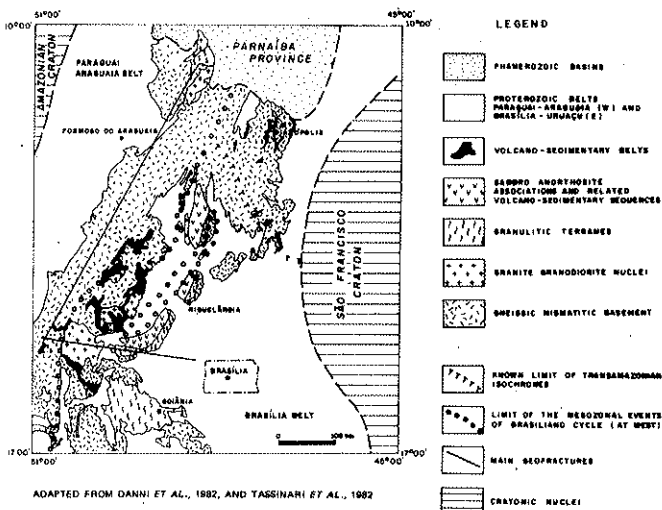 51°00'
45°00'
10°00'
10°00'
AMAZONIAN
CRATON
PARAGUAI
ARAGUAIA BELT
PARNAÍBA
PROVINCE
FORMOSO DO ARAGUAIA
NIQUELÂNDIA
SÃO FRANCISCO
CRATON
BRASÍLIA
GOIÂNIA
BRASÍLIA BELT
0
100 km
17°00'
51°00'
17°00'
LEGEND
PHANEROZOIC BASINS
PROTEROZOIC BELTS
PARAGUAI-ARAGUAIA (W) AND
BRASÍLIA-URUAÇU (E)
VOLCANO-SEDIMENTARY BELTS
GABBRO ANORTHOSITE
ASSOCIATIONS AND RELATED
VOLCANO-SEDIMENTARY SEQUENCES
GRANULITIC TERRANES
GRANITE GRANODIORITE NUCLEI
GNEISSIC MIGMATITIC BASEMENT
KNOWN LIMIT OF TRANSAMAZONIAN
ISOCHRONES
LIMIT OF THE MESOZONAL EVENTS
OF BRASILIANO CYCLE (AT WEST)
MAIN GEOFRACTURES
CRATONIC NUCLEI
ADAPTED FROM DANNI ET AL., 1982, AND TASSINARI ET AL., 1982